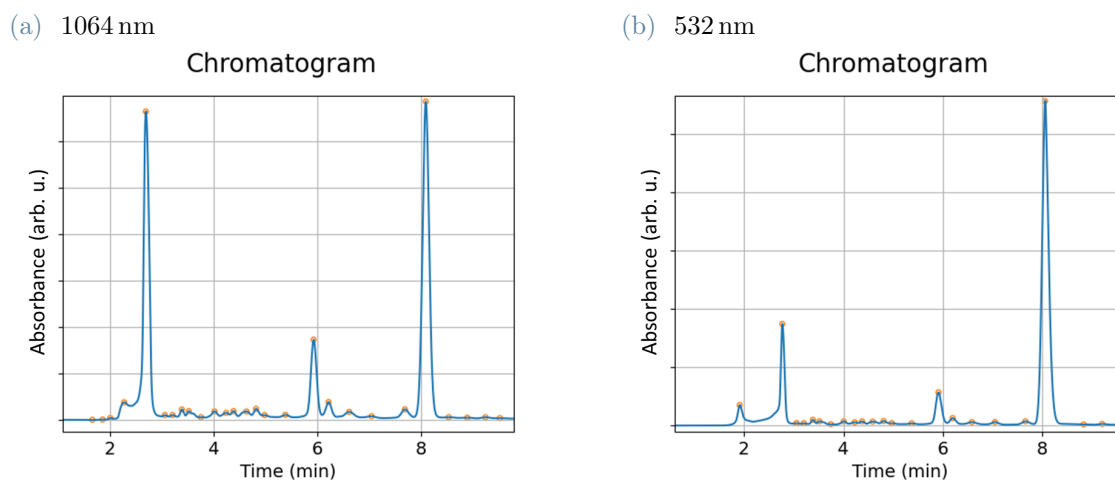 (a) 1064 nm
Chromatogram
Absorbance (arb. u.)
2 4 6 8
Time (min)
(b) 532 nm
Chromatogram
Absorbance (arb. u.)
2 4 6 8
Time (min)